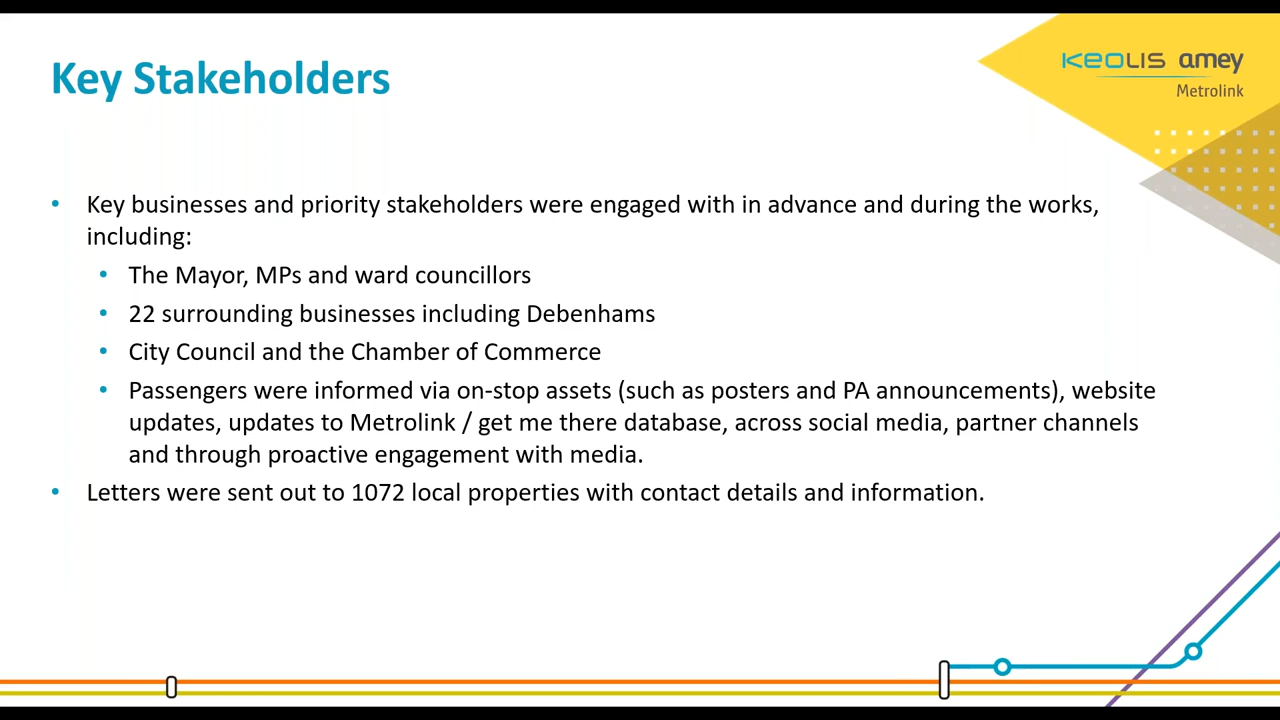 Key Stakeholders
KEOLIS amey
Metrolink
• Key businesses and priority stakeholders were engaged with in advance and during the works,
including:
• The Mayor, MPs and ward councillors
• 22 surrounding businesses including Debenhams
• City Council and the Chamber of Commerce
• Passengers were informed via on-stop assets (such as posters and PA announcements), website
updates, updates to Metrolink / get me there database, across social media, partner channels
and through proactive engagement with media.
• Letters were sent out to 1072 local properties with contact details and information.